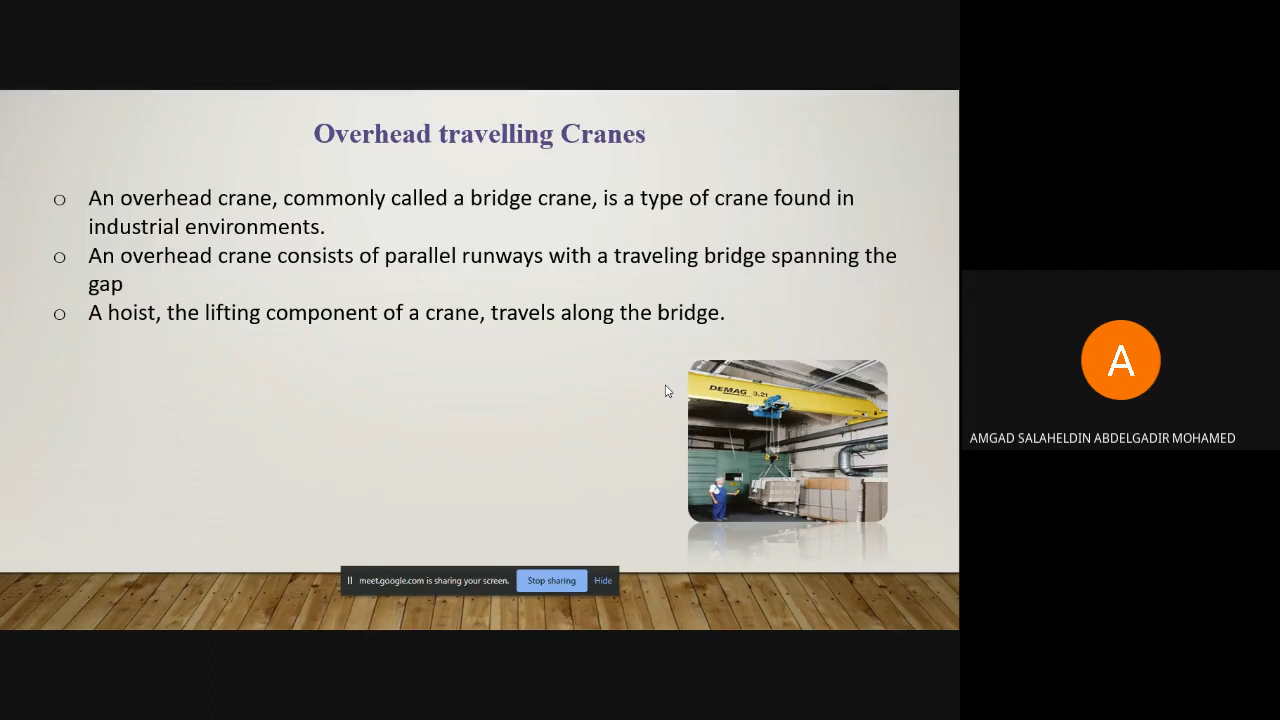 Overhead travelling Cranes
o An overhead crane, commonly called a bridge crane, is a type of crane found in
industrial environments.
o An overhead crane consists of parallel runways with a traveling bridge spanning the
gap
o A hoist, the lifting component of a crane, travels along the bridge.
DEMAG 3.2t
meet.google.com is sharing your screen. Stop sharing Hide
A
AMGAD SALAHELDIN ABDELGADIR MOHAMED